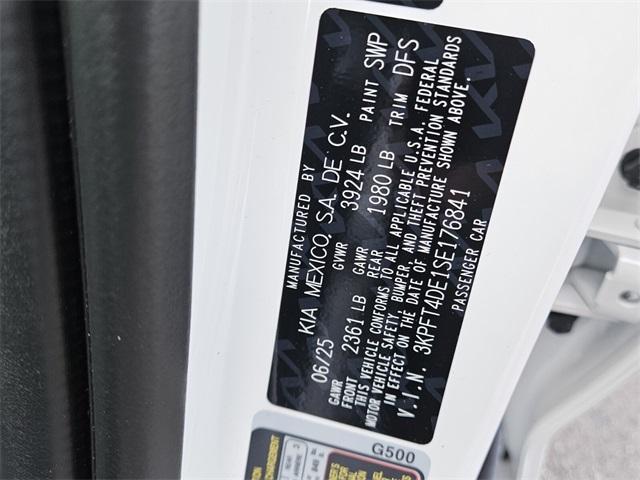 MANUFACTURED BY
06/25 KIA MEXICO, S.A. DE C.V.
GVWR 3924 LB PAINT SWP
GAWR FRONT 2361 LB GAWR REAR 1980 LB TRIM DFS
THIS VEHICLE CONFORMS TO ALL APPLICABLE U.S.A. FEDERAL
MOTOR VEHICLE SAFETY, BUMPER, AND THEFT PREVENTION STANDARDS
IN EFFECT ON THE DATE OF MANUFACTURE SHOWN ABOVE.
V.I.N. 3KPFT4DE1SE176841
PASSENGER CAR
G500